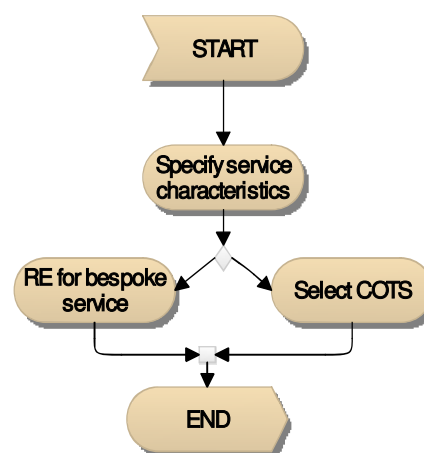 START
Specify service
characteristics
RE for bespoke
service
Select COTS
END